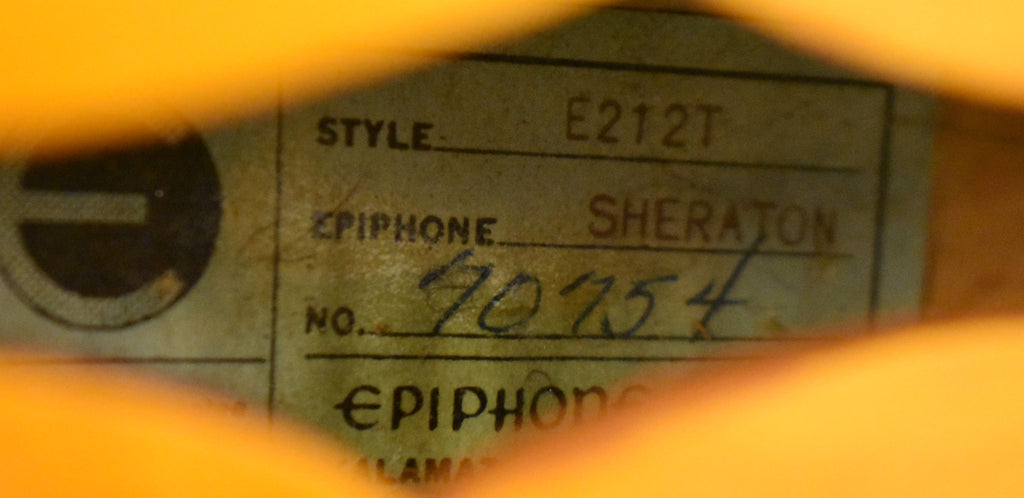 STYLE E212T
EPIPHONE SHERATON
NO. 70754
EPIPHONE